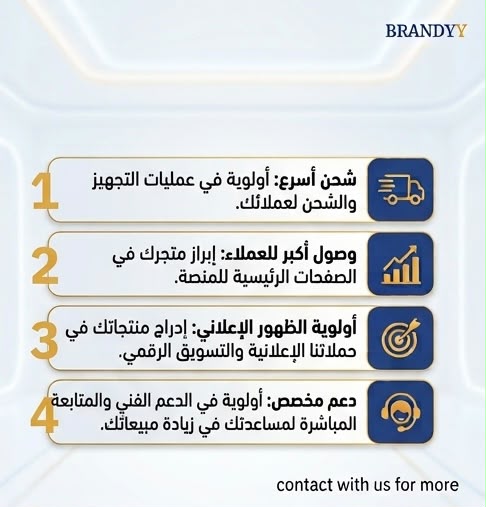 BRANDYY
1
شحن أسرع: أولوية في عمليات التجهيز
والشحن لعملائك.
2
وصول أكبر للعملاء: إبراز متجرك في
الصفحات الرئيسية للمنصة.
3
أولوية الظهور الإعلاني: إدراج منتجاتك في
حملاتنا الإعلانية والتسويق الرقمي.
4
دعم مخصص: أولوية في الدعم الفني والمتابعة
المباشرة لمساعدتك في زيادة مبيعاتك.
contact with us for more